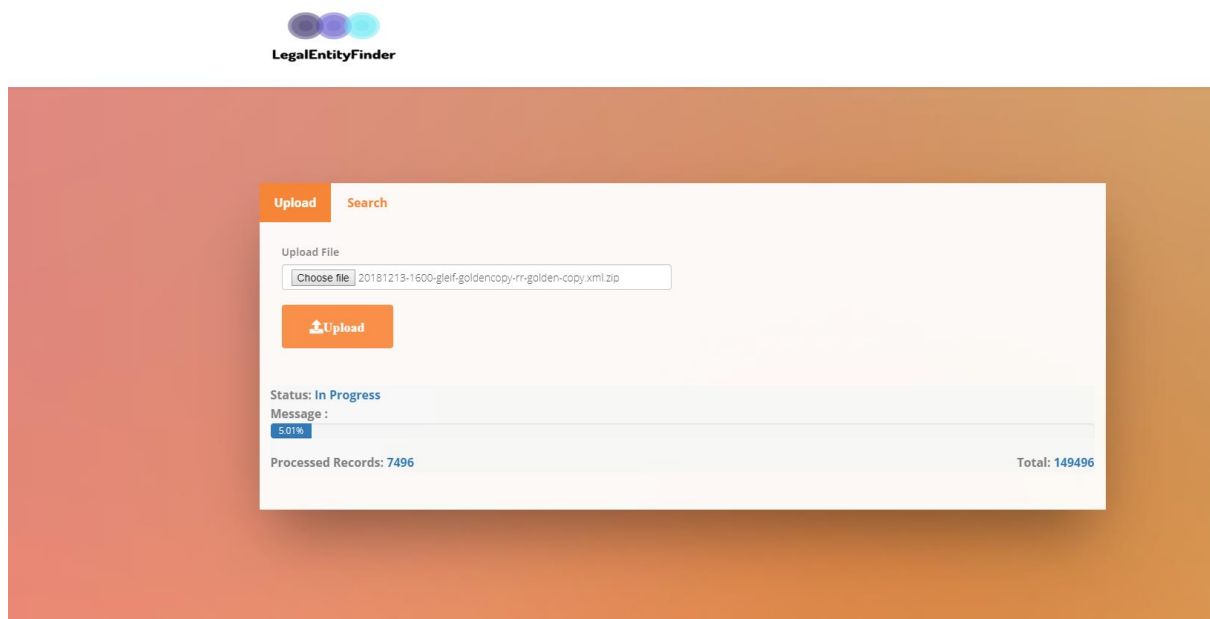 LegalEntityFinder
Upload Search
Upload File
Choose file 20181213-1600-gleif-goldencopy-rr-golden-copy.xml.zip
Upload
Status: In Progress
Message :
5.01%
Processed Records: 7496 Total: 149496